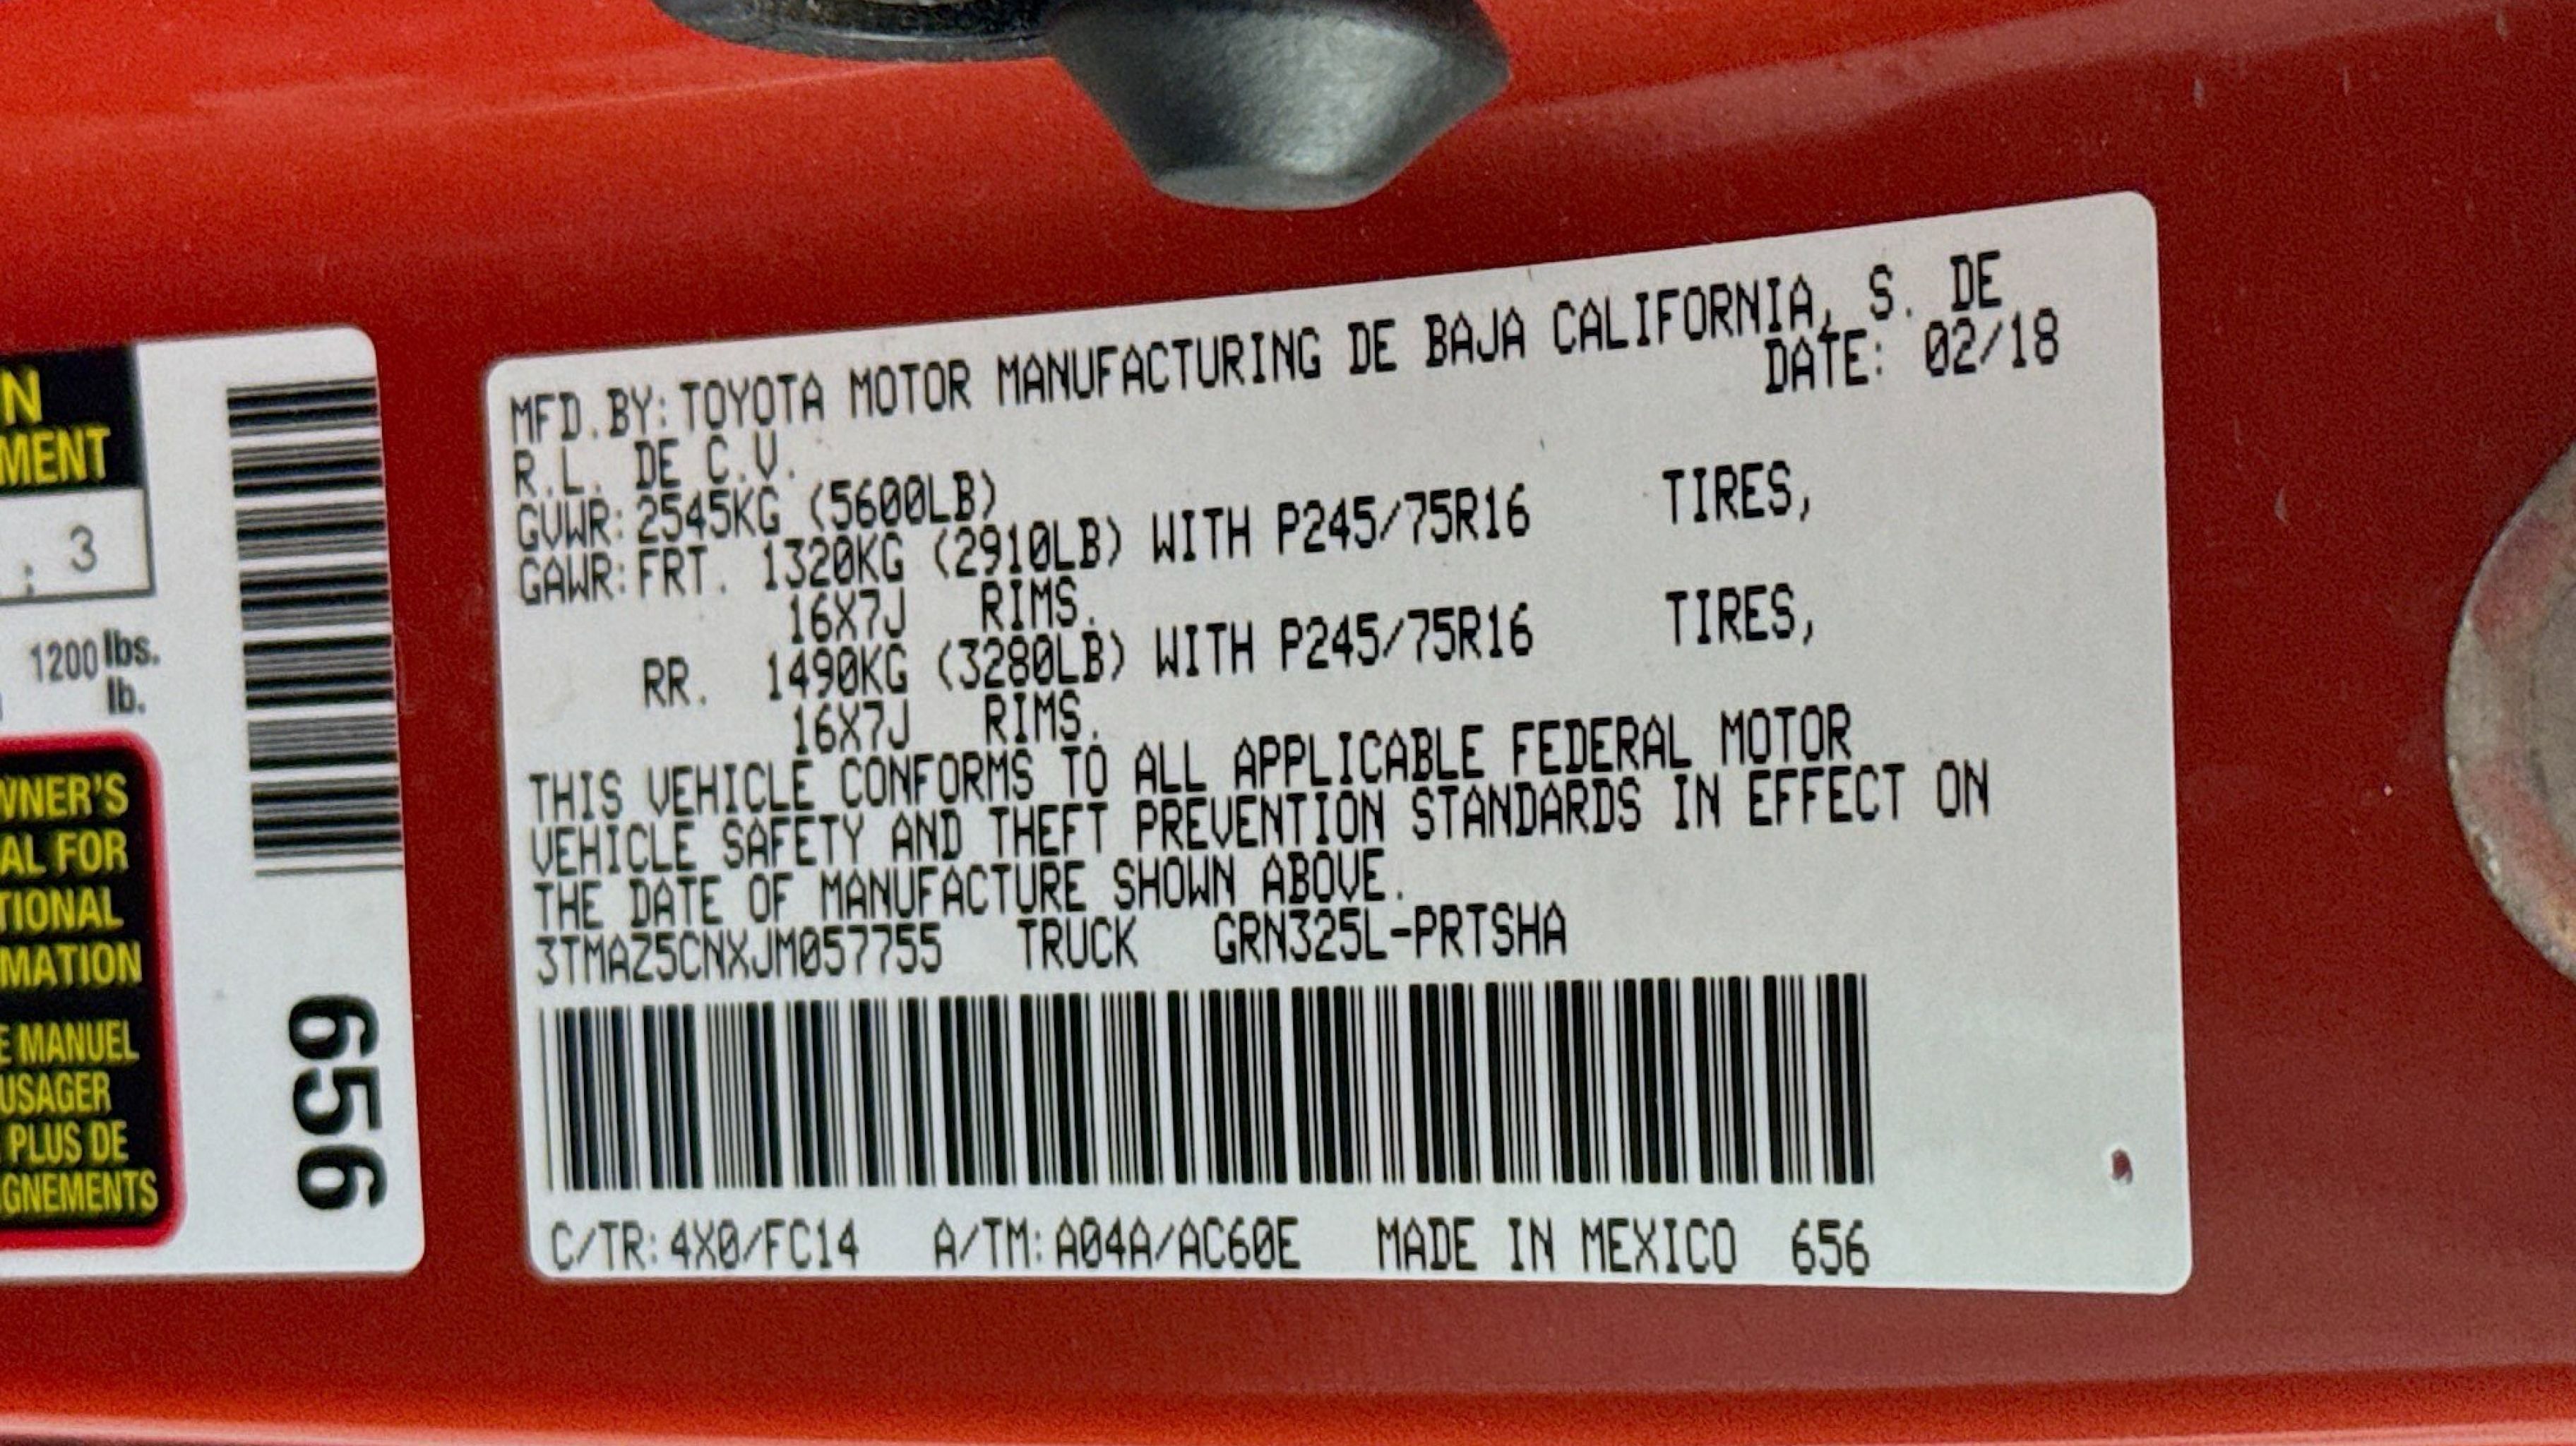 N
MENT
: 3
1200 lbs.
lb.
WNER'S
AL FOR
TIONAL
MATION
E MANUEL
USAGER
PLUS DE
GNEMENTS
656
MFD.BY:TOYOTA MOTOR MANUFACTURING DE BAJA CALIFORNIA, S. DE
R.L. DE C.V. DATE: 02/18
GVWR:2545KG (5600LB)
GAWR:FRT. 1320KG (2910LB) WITH P245/75R16 TIRES,
16X7J RIMS.
RR. 1490KG (3280LB) WITH P245/75R16 TIRES,
16X7J RIMS.
THIS VEHICLE CONFORMS TO ALL APPLICABLE FEDERAL MOTOR
VEHICLE SAFETY AND THEFT PREVENTION STANDARDS IN EFFECT ON
THE DATE OF MANUFACTURE SHOWN ABOVE.
3TMAZ5CNXJM057755 TRUCK GRN325L-PRTSHA
C/TR:4X0/FC14 A/TM:A04A/AC60E MADE IN MEXICO 656